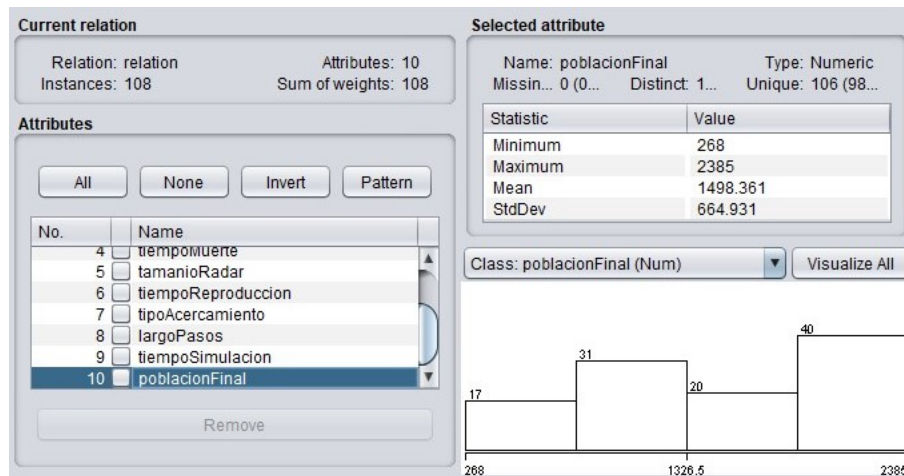 Current relation
Relation: relation
Attributes: 10
Instances: 108
Sum of weights: 108
Attributes
All
None
Invert
Pattern
No.
Name
4 tiempoMuerte
5 tamanioRadar
6 tiempoReproduccion
7 tipoAcercamiento
8 largoPasos
9 tiempoSimulacion
10 poblacionFinal
Remove
Selected attribute
Name: poblacionFinal
Type: Numeric
Missin... 0 (0...
Distinct: 1...
Unique: 106 (98...
Statistic Value
Minimum 268
Maximum 2385
Mean 1498.361
StdDev 664.931
Class: poblacionFinal (Num)
Visualize All
17
31
20
40
268
1326.5
2385